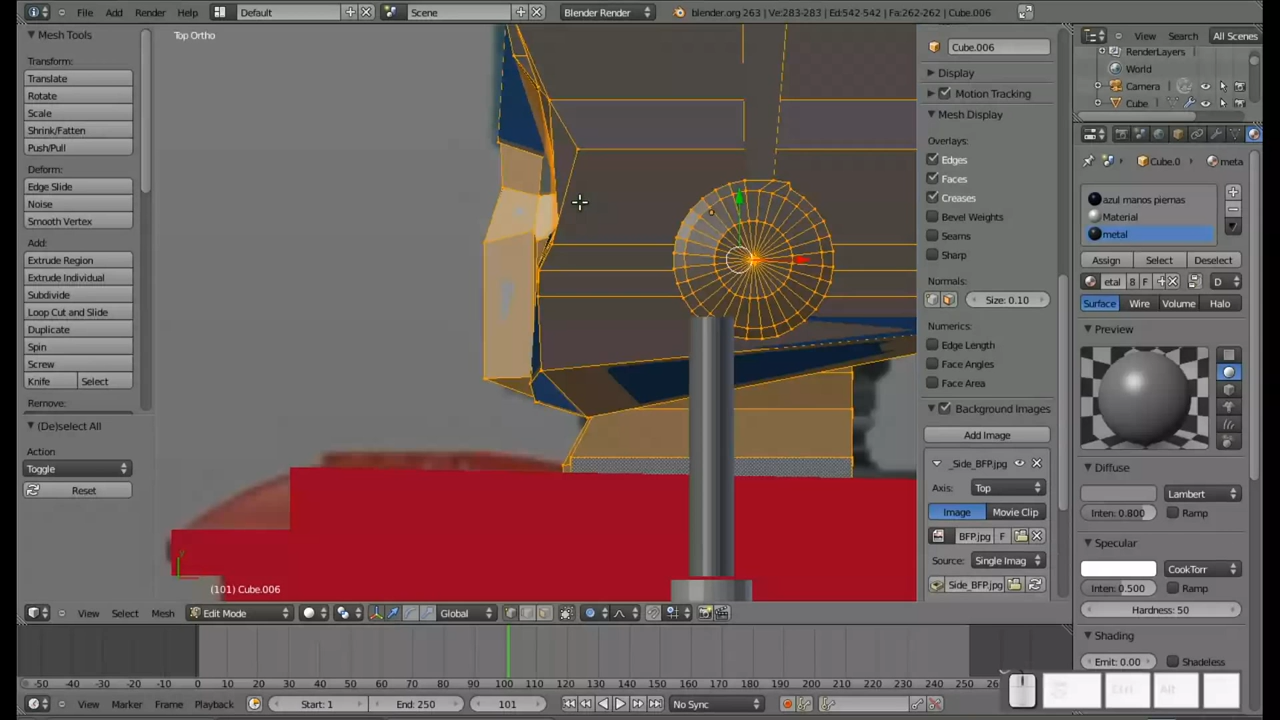 File Add Render Help Default Scene Blender Render blender.org 263 | Ve:283-283 | Ed:542-542 | Fa:262-262 | Cube.006
Mesh Tools
Transform:
Translate
Rotate
Scale
Shrink/Fatten
Push/Pull
Deform:
Edge Slide
Noise
Smooth Vertex
Add:
Extrude Region
Extrude Individual
Subdivide
Loop Cut and Slide
Duplicate
Spin
Screw
Knife Select
Remove:
(De)select All
Action
Toggle
Reset
Top Ortho
(101) Cube.006
Cube.006
Display
Motion Tracking
Mesh Display
Overlays:
Edges
Faces
Creases
Bevel Weights
Seams
Sharp
Normals:
Size: 0.10
Numerics:
Edge Length
Face Angles
Face Area
Background Images
Add Image
_Side_BFP.jpg
Axis: Top
Image Movie Clip
BFP.jpg F
Source: Single Imag
Side_BFP.jpg
View Search All Scenes
RenderLayers
World
Camera
Cube
Cube.0 meta
azul manos piernas
Material
metal
Assign Select Deselect
etal 8 F D
Surface Wire Volume Halo
Preview
Diffuse
Lambert
Inten: 0.800 Ramp
Specular
CookTorr
Inten: 0.500 Ramp
Hardness: 50
Shading
Emit: 0.00 Shadeless
View Select Mesh Edit Mode Global
-50 -40 -30 -20 -10 0 10 20 30 40 50 60 70 80 90 100 110 120 130 140 150 160 170 180 190 200 210 220 230 240 250
View Marker Frame Playback Start: 1 End: 250 101 No Sync
Ctrl Alt